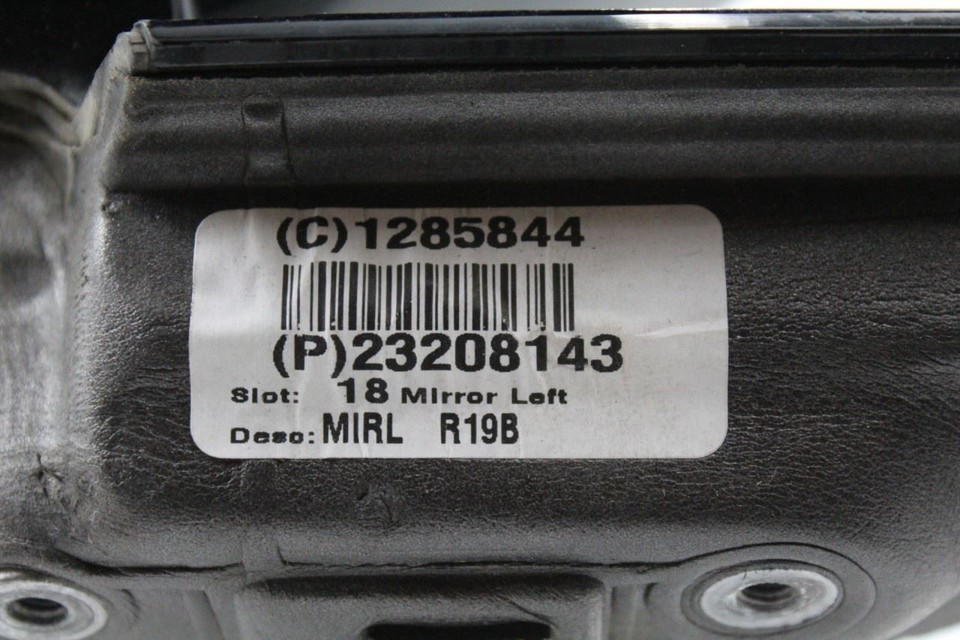 (C)1285844
(P)23208143
Slot: 18 Mirror Left
Desc: MIRL R19B